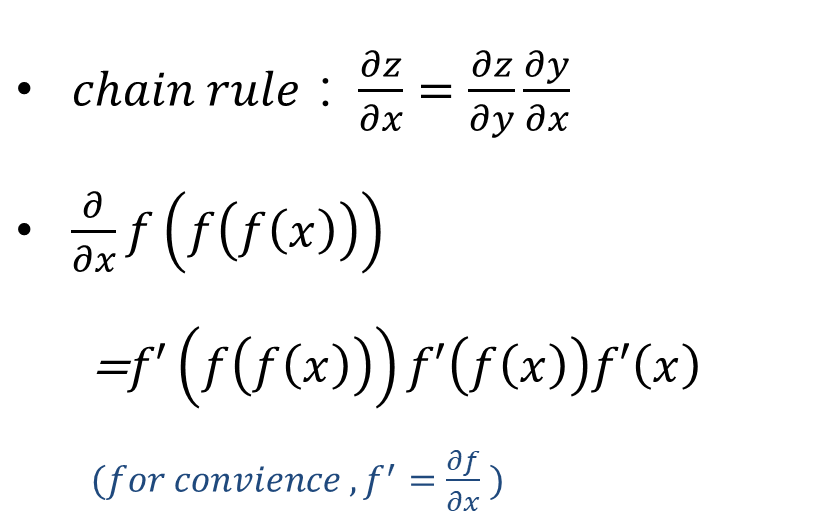 • chain rule : ∂z/∂x = ∂z/∂y ∂y/∂x
• ∂/∂x f(f(f(x)))
=f′(f(f(x))) f′(f(x))f′(x)
(for convience , f′ = ∂f/∂x )